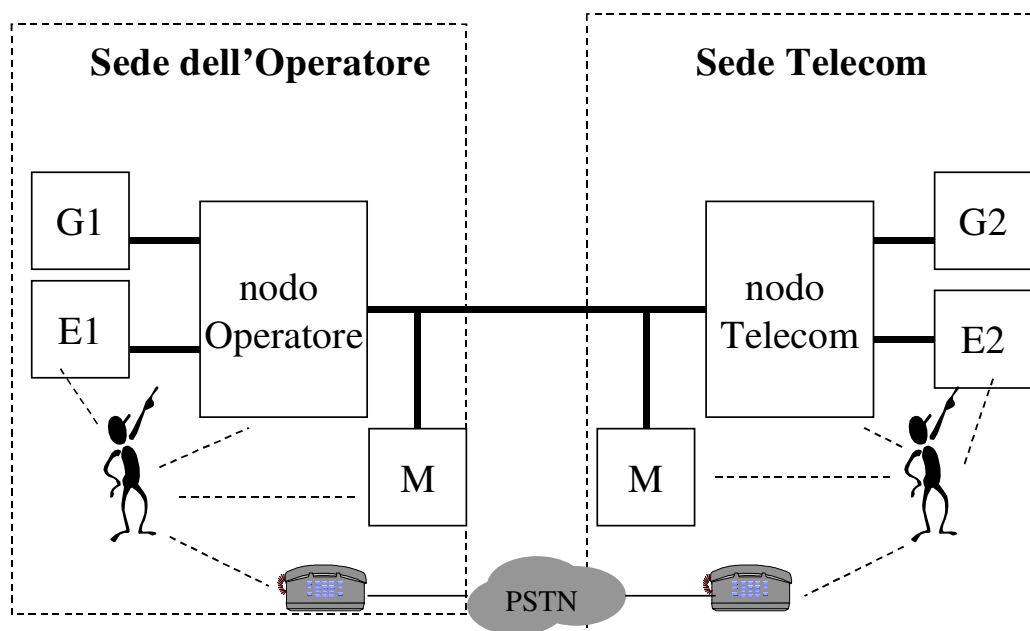 Sede dell’Operatore
Sede Telecom
G1
E1
nodo
Operatore
M
nodo
Telecom
G2
E2
M
PSTN